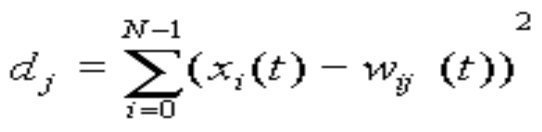 $d_j = \sum_{i=0}^{N-1} (x_i(t) - w_{ij}(t))^2$